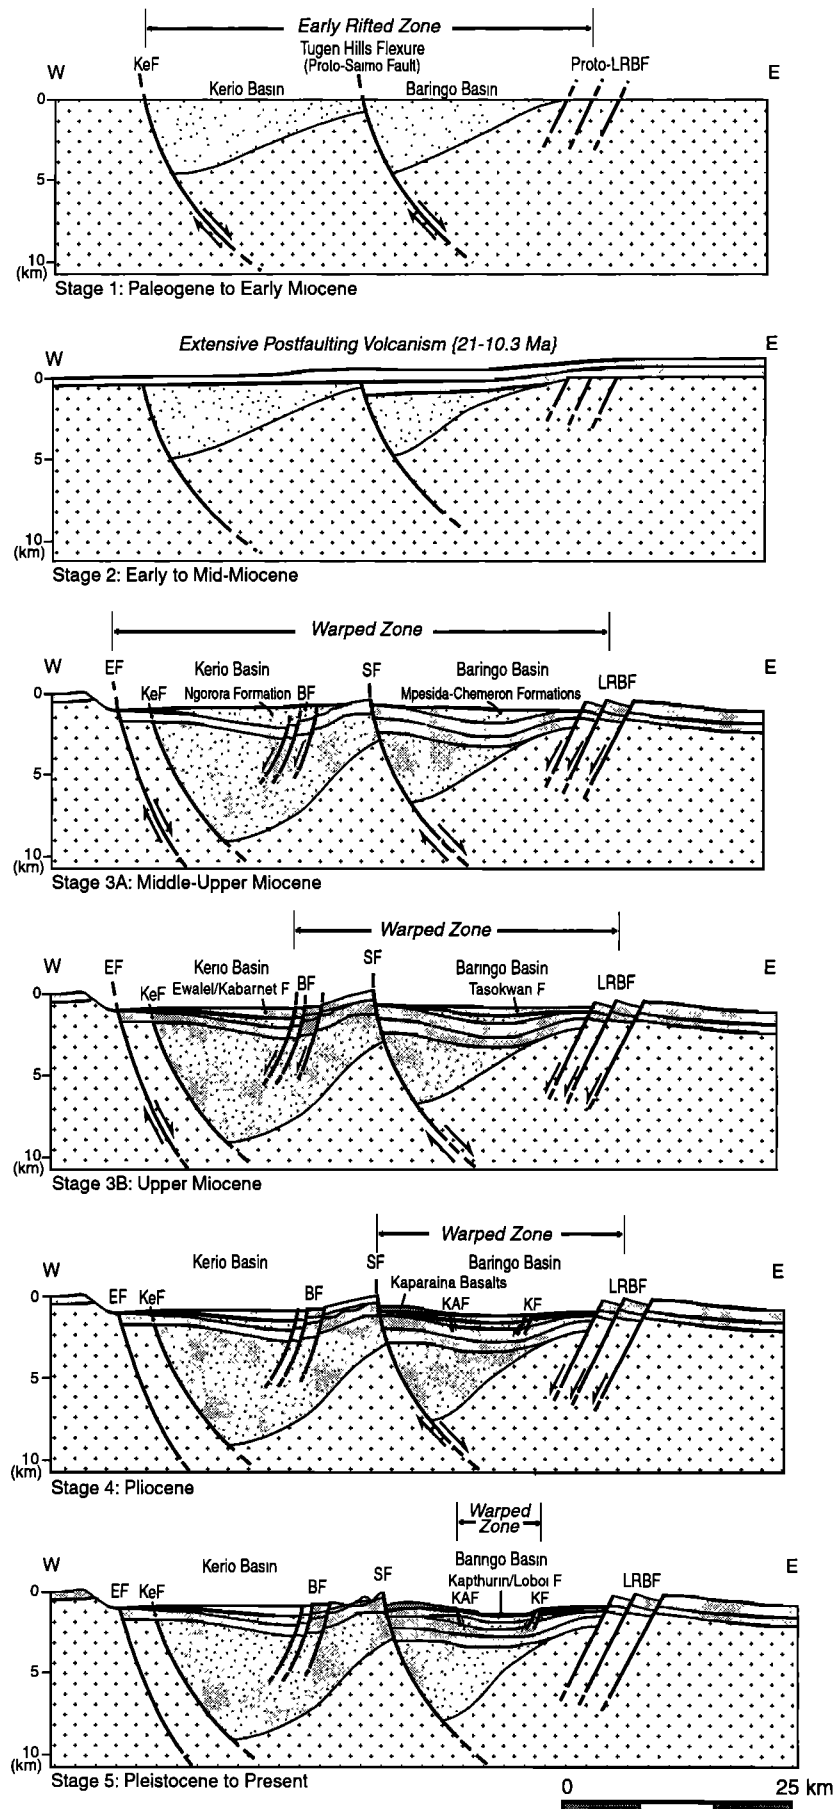 Early Rifted Zone
Tugen Hills Flexure
(Proto-Saimo Fault)
W
KeF
Proto-LRBF
E
Kerio Basin
Baringo Basin
0
5
10
(km)
Stage 1: Paleogene to Early Miocene
W
Extensive Postfaulting Volcanism {21-10.3 Ma}
E
0
5
10
(km)
Stage 2: Early to Mid-Miocene
Warped Zone
W
EF
Kerio Basin
SF
Baringo Basin
E
KeF
Ngorora Formation
BF
Mpesida-Chemeron Formations
LRBF
0
5
10
(km)
Stage 3A: Middle-Upper Miocene
Warped Zone
W
EF
Kerio Basin
SF
Baringo Basin
E
KeF
Ewalel/Kabarnet F
BF
Tasokwan F
LRBF
0
5
10
(km)
Stage 3B: Upper Miocene
Warped Zone
W
Kerio Basin
SF
Baringo Basin
E
Kaparaina Basalts
EF
KeF
BF
KAF
KF
LRBF
0
5
10
(km)
Stage 4: Pliocene
Warped
Zone
W
Kerio Basin
SF
Banngo Basin
E
Kapthurin/Loboi F
EF
KeF
BF
KAF
KF
LRBF
0
5
10
(km)
Stage 5: Pleistocene to Present
0
25 km